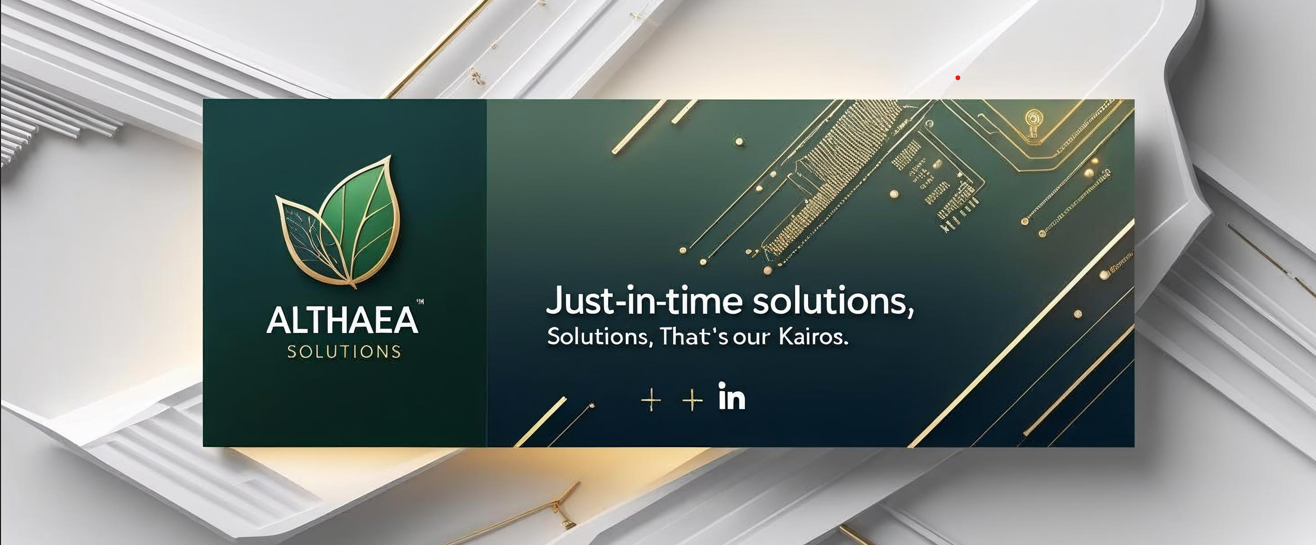 ALTHAEA™
SOLUTIONS
Just-in-time solutions,
Solutions, That's our Kairos.
in